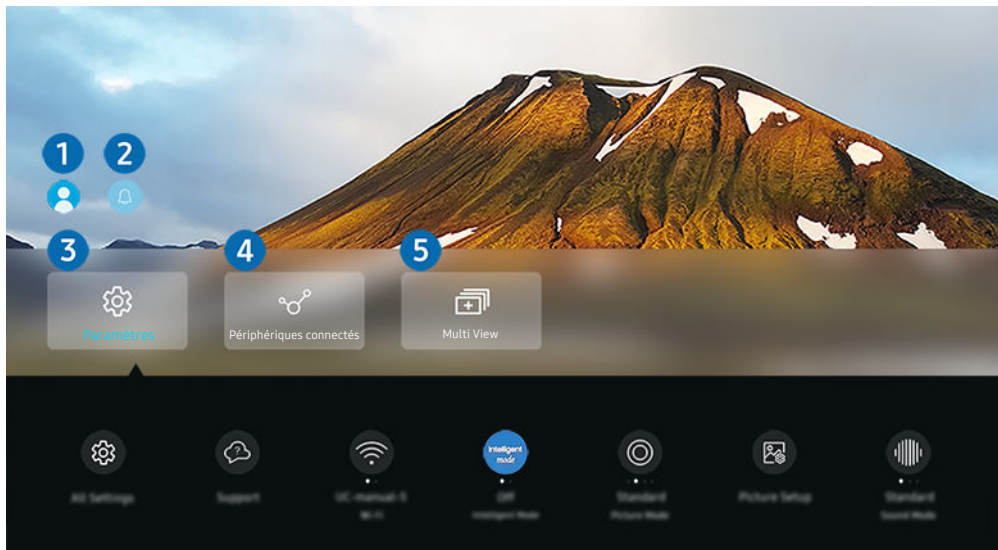 1 2
3 4 5
Paramètres Périphériques connectés Multi View
intelligent
mode
All Settings Support UC-manual-5 Off Standard Picture Setup Standard
Wi-Fi Intelligent Mode Picture Mode Sound Mode